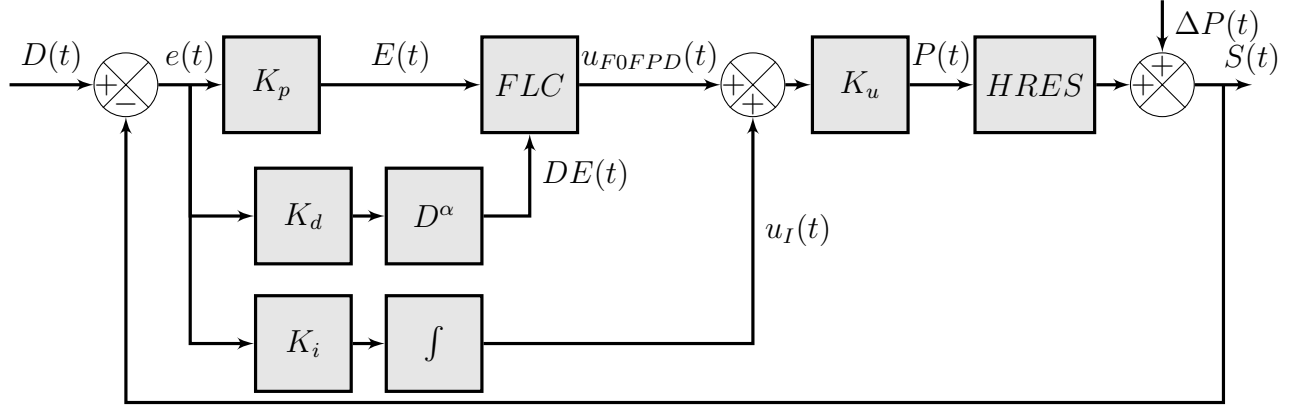 ΔP(t)
D(t) e(t) E(t) u_{F0FPD}(t) P(t) S(t)
+ − K_p FLC + + K_u HRES + +
DE(t)
K_d D^α
u_I(t)
K_i ∫